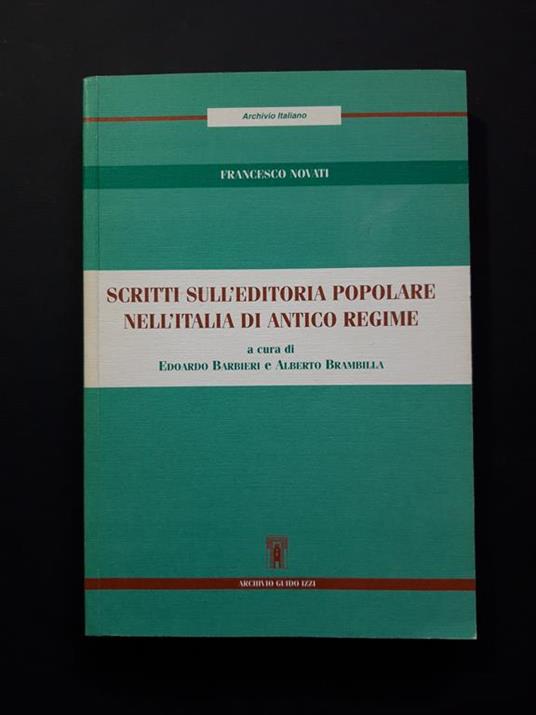 Archivio Italiano
FRANCESCO NOVATI
SCRITTI SULL'EDITORIA POPOLARE
NELL'ITALIA DI ANTICO REGIME
a cura di
EDOARDO BARBIERI e ALBERTO BRAMBILLA
ARCHIVIO GUIDO IZZI